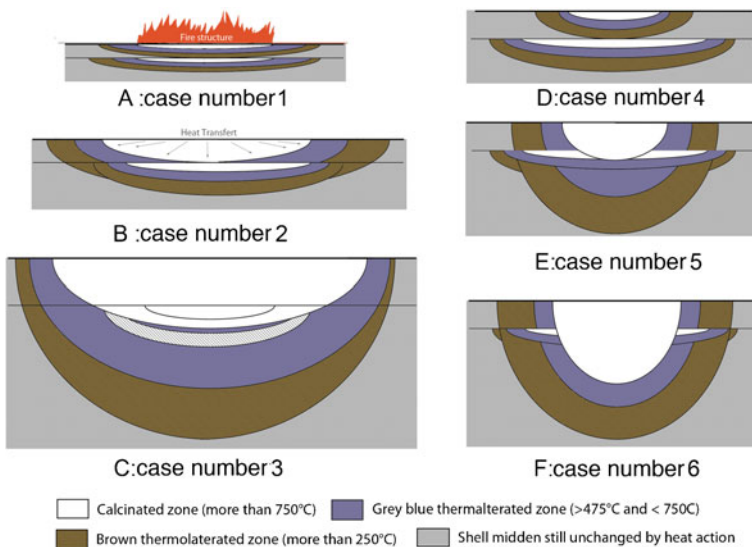 Fire structure
A :case number 1
Heat Transfert
B :case number 2
C:case number 3
D:case number 4
E:case number 5
F:case number 6
Calcinated zone (more than 750°C)
Grey blue thermalterated zone (>475°C and < 750C)
Brown thermolaterated zone (more than 250°C)
Shell midden still unchanged by heat action